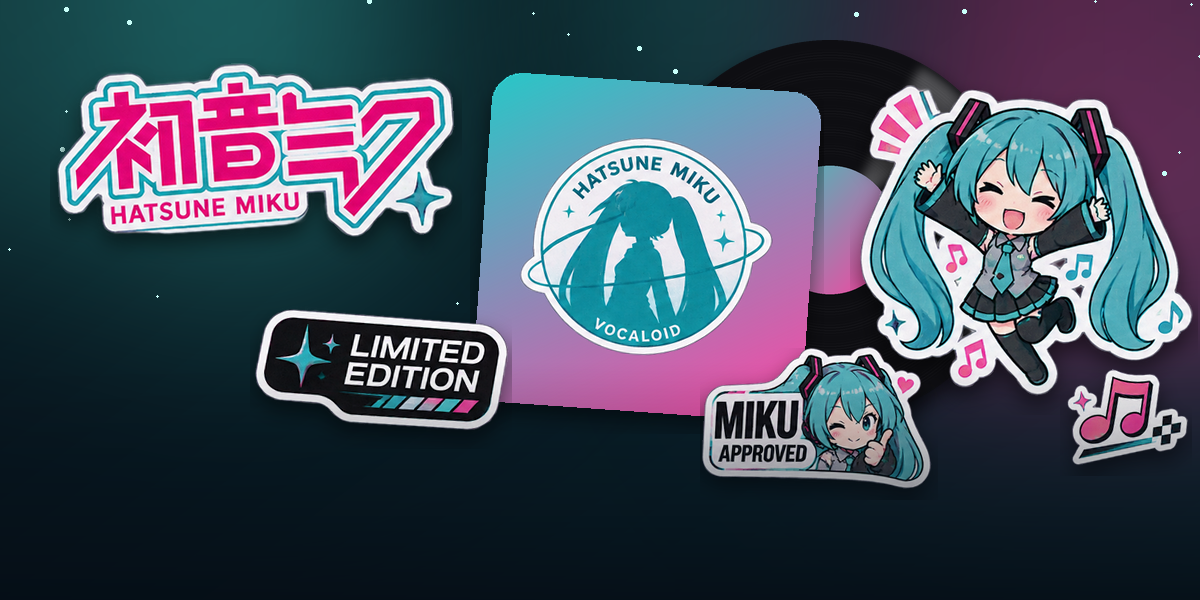 初音ミク
HATSUNE MIKU
HATSUNE MIKU
VOCALOID
LIMITED
EDITION
MIKU
APPROVED